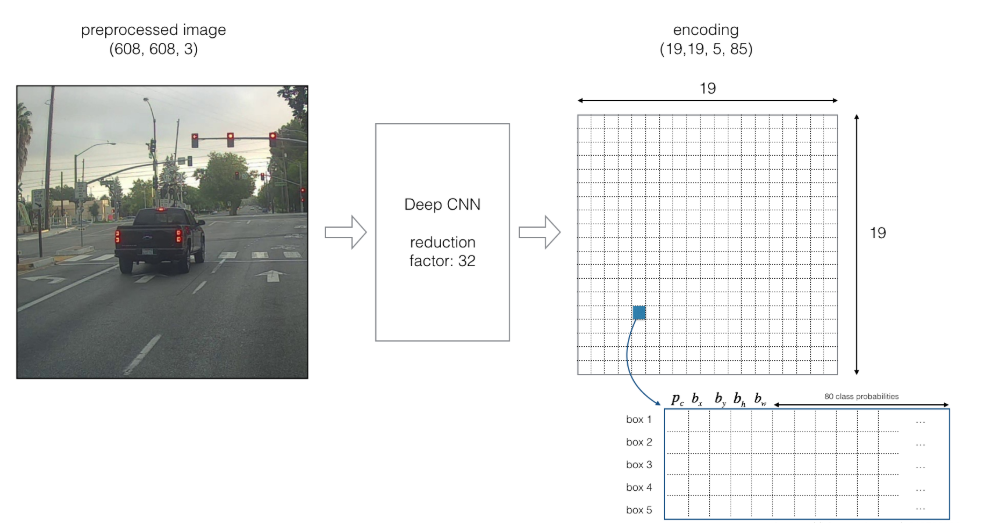 preprocessed image
(608, 608, 3)
encoding
(19,19, 5, 85)
19
Deep CNN
reduction
factor: 32
19
p_c b_x b_y b_h b_w
80 class probabilities
box 1 ...
box 2 ...
box 3 ...
box 4 ...
box 5 ...